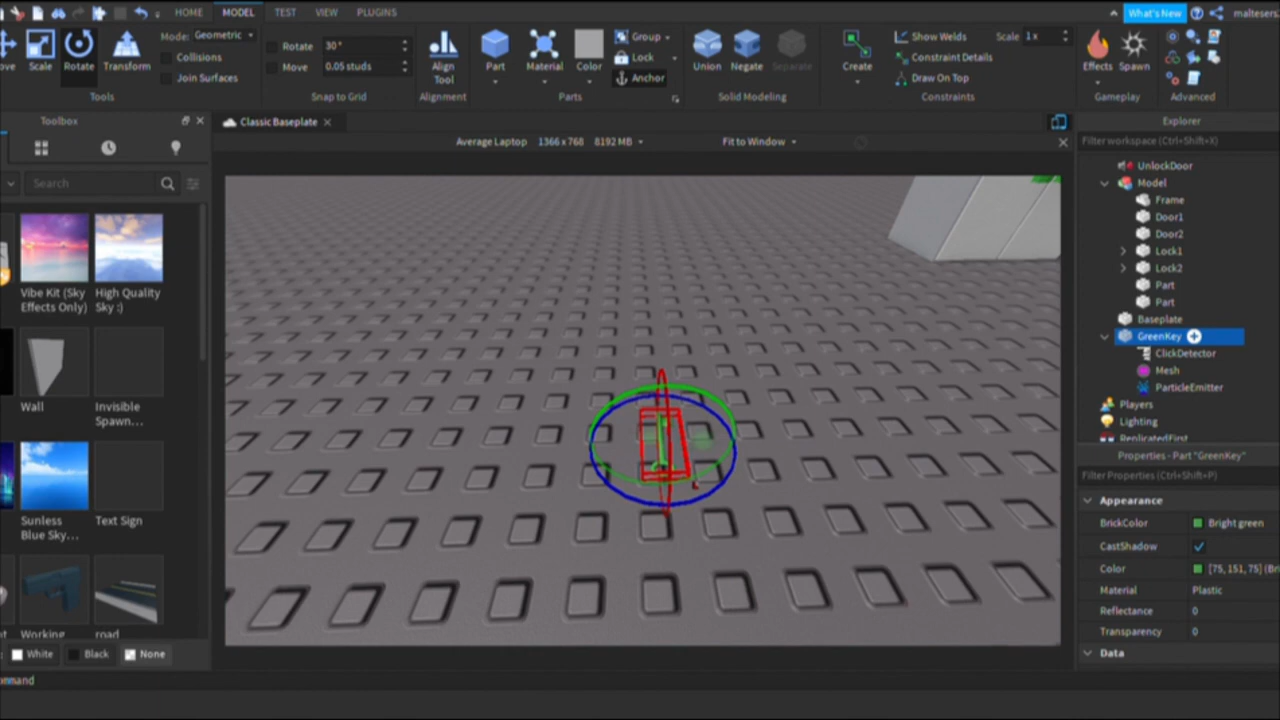 HOME MODEL TEST VIEW PLUGINS What's New maltesers
Mode: Geometric
Collisions
Join Surfaces
ove Scale Rotate Transform
Tools
Rotate 30°
Move 0.05 studs
Snap to Grid
Align
Tool
Alignment
Part Material Color
Group
Lock
Anchor
Parts
Union Negate Separate
Solid Modeling
Create
Show Welds Scale 1x
Constraint Details
Draw On Top
Constraints
Effects Spawn
Gameplay
Advanced
Toolbox
Search
Vibe Kit (Sky
Effects Only)
High Quality
Sky :)
Wall
Invisible
Spawn...
Sunless
Blue Sky...
Text Sign
Working
road
White Black None
ommand
Classic Baseplate
Average Laptop 1366 x 768 8192 MB Fit to Window
Explorer
Filter workspace (Ctrl+Shift+X)
UnlockDoor
Model
Frame
Door1
Door2
Lock1
Lock2
Part
Part
Baseplate
GreenKey
ClickDetector
Mesh
ParticleEmitter
Players
Lighting
ReplicatedFirst
Properties - Part "GreenKey"
Filter Properties (Ctrl+Shift+P)
Appearance
BrickColor Bright green
CastShadow
Color [75, 151, 75] (Bri
Material Plastic
Reflectance 0
Transparency 0
Data